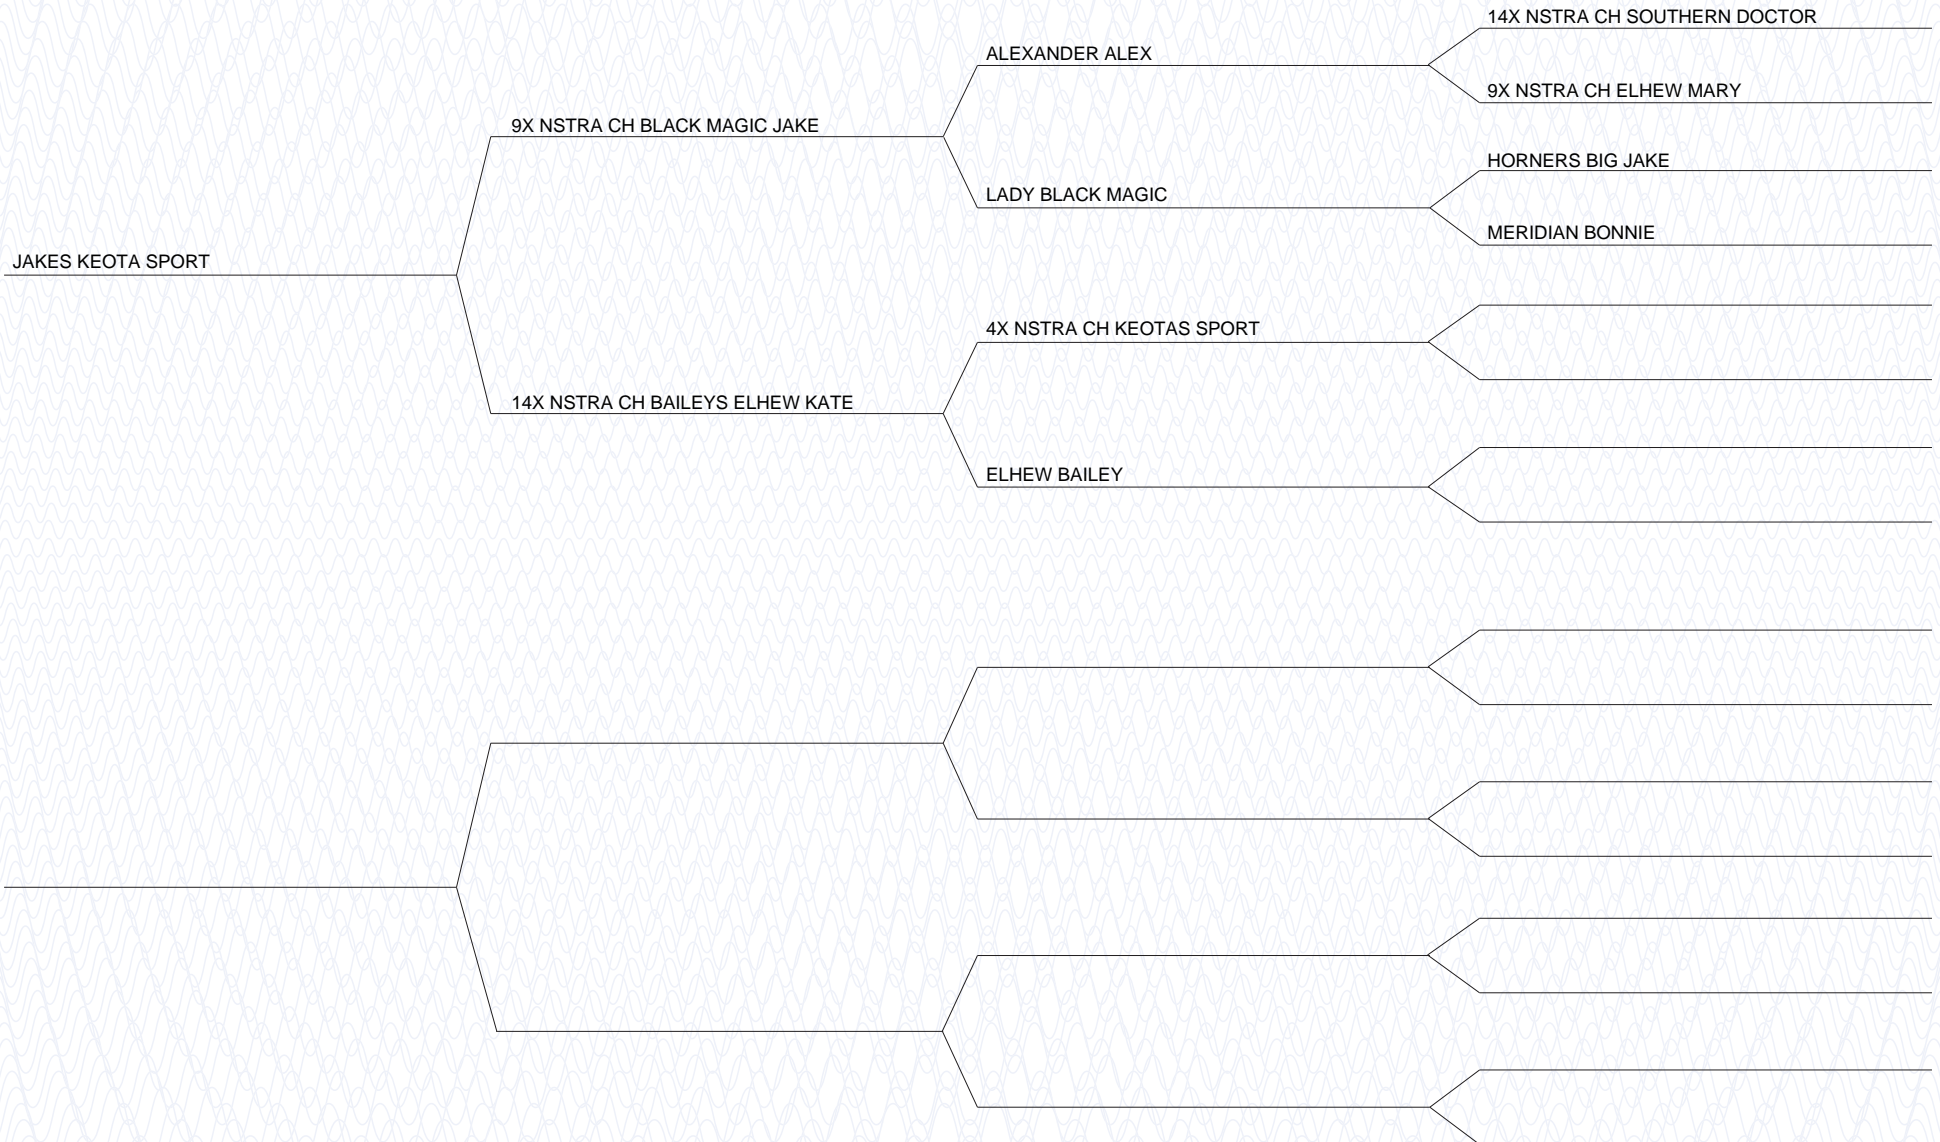 14X NSTRA CH SOUTHERN DOCTOR
ALEXANDER ALEX
9X NSTRA CH ELHEW MARY
9X NSTRA CH BLACK MAGIC JAKE
HORNERS BIG JAKE
LADY BLACK MAGIC
MERIDIAN BONNIE
JAKES KEOTA SPORT
4X NSTRA CH KEOTAS SPORT
14X NSTRA CH BAILEYS ELHEW KATE
ELHEW BAILEY